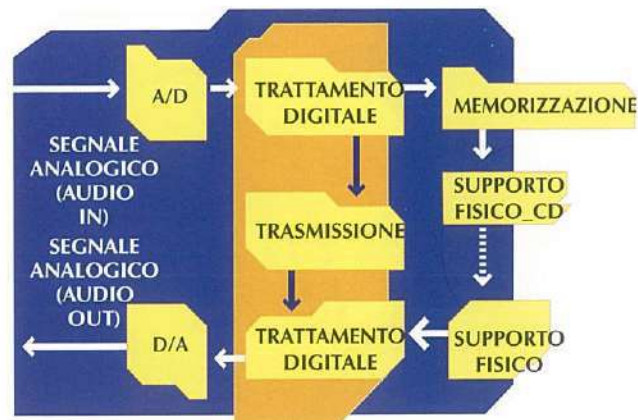 A/D
TRATTAMENTO
DIGITALE
MEMORIZZAZIONE
SEGNALE
ANALOGICO
(AUDIO
IN)
SUPPORTO
FISICO_CD
TRASMISSIONE
SEGNALE
ANALOGICO
(AUDIO
OUT)
D/A
TRATTAMENTO
DIGITALE
SUPPORTO
FISICO